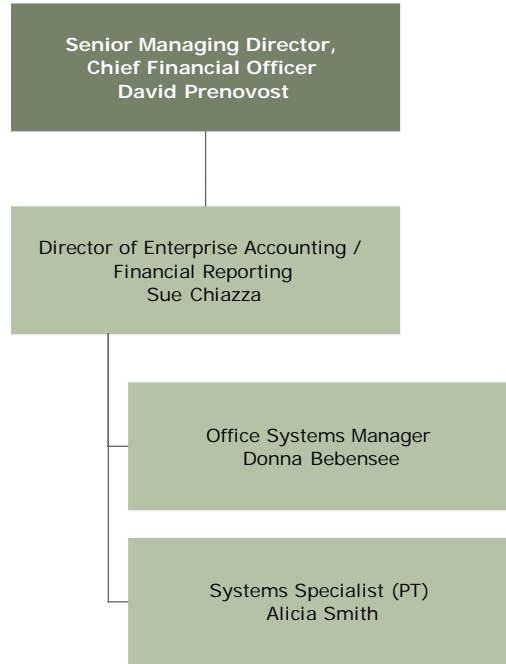 Senior Managing Director,
Chief Financial Officer
David Prenovost
Director of Enterprise Accounting /
Financial Reporting
Sue Chiazza
Office Systems Manager
Donna Bebensee
Systems Specialist (PT)
Alicia Smith